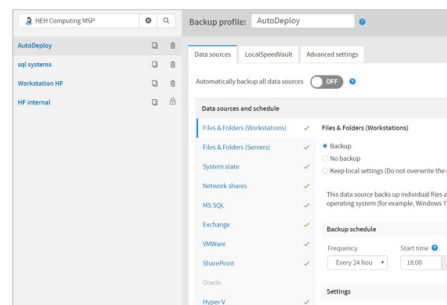 HEH Computing MSP
Backup profile: AutoDeploy
AutoDeploy
sql systems
Workstation HF
HF internal
Data sources
LocalSpeedVault
Advanced settings
Automatically backup all data sources
OFF
Data sources and schedule
Files & Folders (Workstations)
Files & Folders (Servers)
System state
Network shares
MS SQL
Exchange
VMWare
SharePoint
Oracle
Hyper-V
Files & Folders (Workstations)
Backup
No backup
Keep local settings (Do not overwrite the
This data source backs up individual files a
operating system (for example, Windows 7,
Backup schedule
Frequency
Start time
Every 24 hou
18:00
Settings